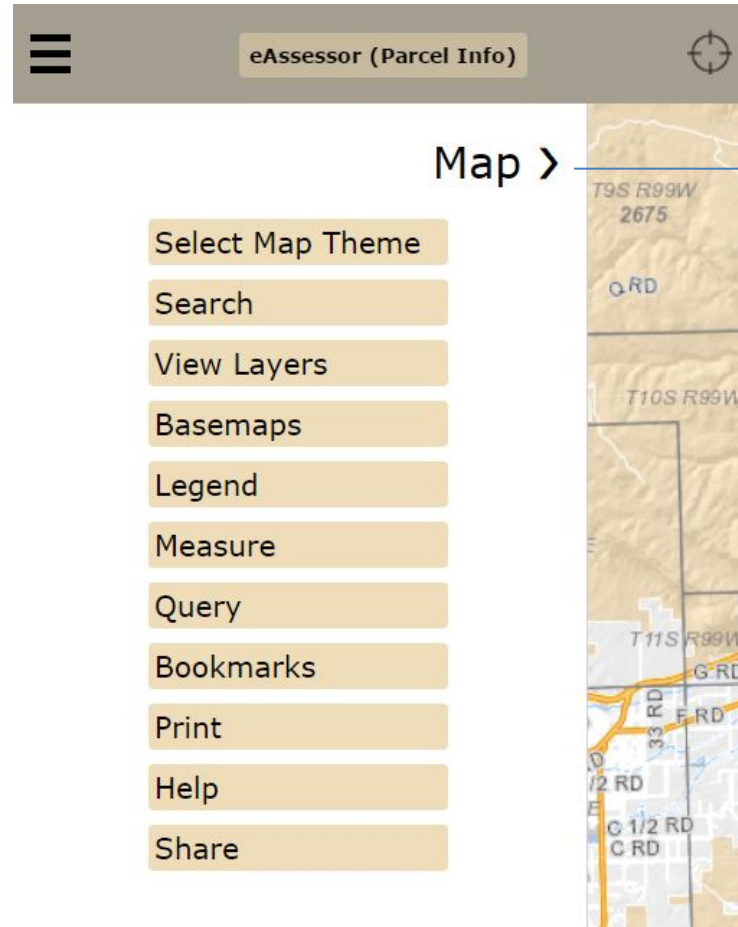 eAssessor (Parcel Info)
Map ›
Select Map Theme
Search
View Layers
Basemaps
Legend
Measure
Query
Bookmarks
Print
Help
Share
T9S R99W
2675
Q RD
T10S R99W
T11S R99W
G RD
33 RD
F RD
1/2 RD
C 1/2 RD
C RD